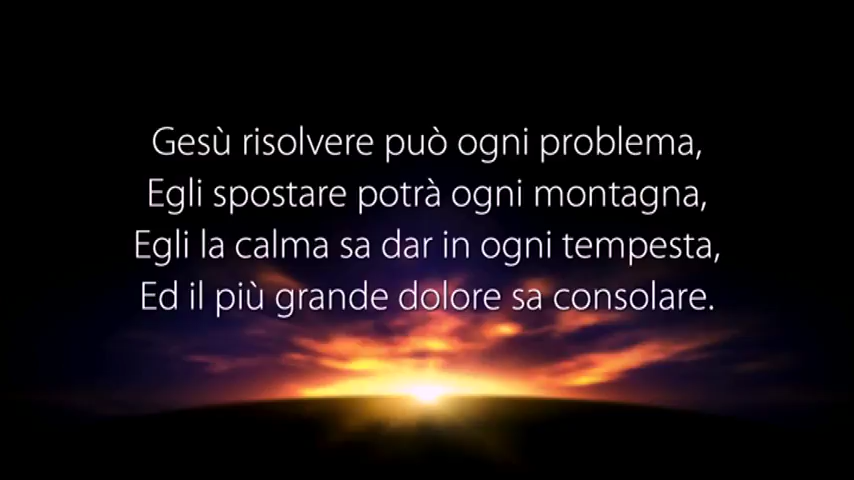 Gesù risolvere può ogni problema,
Egli spostare potrà ogni montagna,
Egli la calma sa dar in ogni tempesta,
Ed il più grande dolore sa consolare.